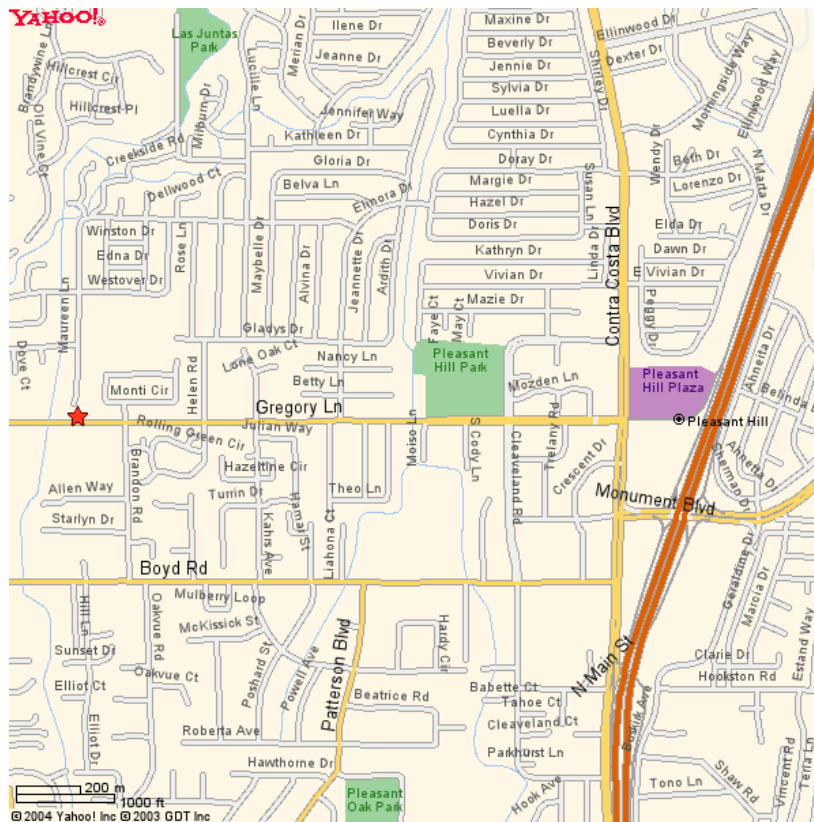 YAHOO!®
Las Juntas
Park
Brandywine Ln
Hillcrest Cir
Hillcrest Pl
Old Vine Ct
Creekside Rd
Milburn Dr
Lucille Ln
Merian Dr
Ilene Dr
Jeanne Dr
Jennifer Way
Kathleen Dr
Gloria Dr
Dellwood Ct
Belva Ln
Elinora Dr
Maxine Dr
Beverly Dr
Jennie Dr
Sylvia Dr
Luella Dr
Cynthia Dr
Doray Dr
Margie Dr
Hazel Dr
Doris Dr
Kathryn Dr
Vivian Dr
Mazie Dr
Shirley Dr
Susan Ln
Linda Dr
Contra Costa Blvd
Ellinwood Dr
Dexter Dr
Morningside Way
Ellinwood Way
Wendy Dr
Beth Dr
Lorenzo Dr
N Marta Dr
Elda Dr
Dawn Dr
E Vivian Dr
Peggy Dr
Winston Dr
Edna Dr
Westover Dr
Rose Ln
Maureen Ln
Dove Ct
Maybelle Dr
Alvina Dr
Jeannette Dr
Ardith Dr
Gladys Dr
Lone Oak Ct
Nancy Ln
Betty Ln
Helen Rd
Monti Cir
Faye Ct
May Ct
Pleasant
Hill Park
Mozden Ln
Pleasant
Hill Plaza
Pleasant Hill
Ahneita Dr
Belinda
Ahneita Dr
Sherman Dr
Gregory Ln
Rolling Green Cir
Julian Way
Moiso Ln
S Cody Ln
Cleaveland Rd
Trelany Rd
Crescent Dr
Monument Blvd
Hazeltine Cir
Allen Way
Brandon Rd
Turrin Dr
Theo Ln
Starlyn Dr
Kahrs Ave
Hamar St
Liahona Ct
Boyd Rd
Geraldine Dr
Marcia Dr
Estand Way
Hill Ln
Oakvue Rd
Mulberry Loop
McKissick St
Sunset Dr
Elliot Ct
Oakvue Ct
Elliot Dr
Poshard St
Powell Ave
Patterson Blvd
Hardy Cir
Beatrice Rd
Roberta Ave
Hawthorne Dr
Pleasant
Oak Park
Babette Ct
Tahoe Ct
Cleaveland Ct
Parkhurst Ln
Hook Ave
N Main St
Buskirk Ave
Clarie Dr
Hookston Rd
Tono Ln
Shaw Rd
Vincent Rd
Teria Ln
200 m
1000 ft
© 2004 Yahoo! Inc © 2003 GDT Inc